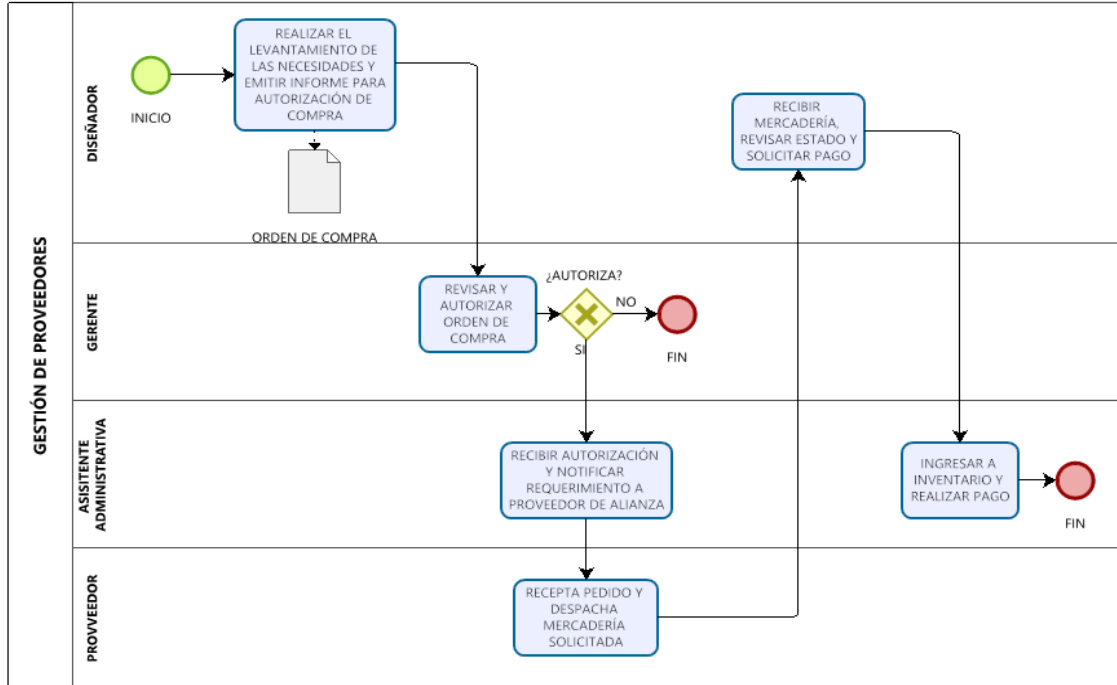 GESTIÓN DE PROVEEDORES
DISEÑADOR
INICIO
REALIZAR EL
LEVANTAMIENTO DE
LAS NECESIDADES Y
EMITIR INFORME PARA
AUTORIZACIÓN DE
COMPRA
ORDEN DE COMPRA
RECIBIR
MERCADERÍA,
REVISAR ESTADO Y
SOLICITAR PAGO
GERENTE
REVISAR Y
AUTORIZAR
ORDEN DE
COMPRA
¿AUTORIZA?
NO
SI
FIN
ASISITENTE
ADMINISTRATIVA
RECIBIR AUTORIZACIÓN
Y NOTIFICAR
REQUERIMIENTO A
PROVEEDOR DE ALIANZA
INGRESAR A
INVENTARIO Y
REALIZAR PAGO
FIN
PROVVEEDOR
RECEPTA PEDIDO Y
DESPACHA
MERCADERÍA
SOLICITADA